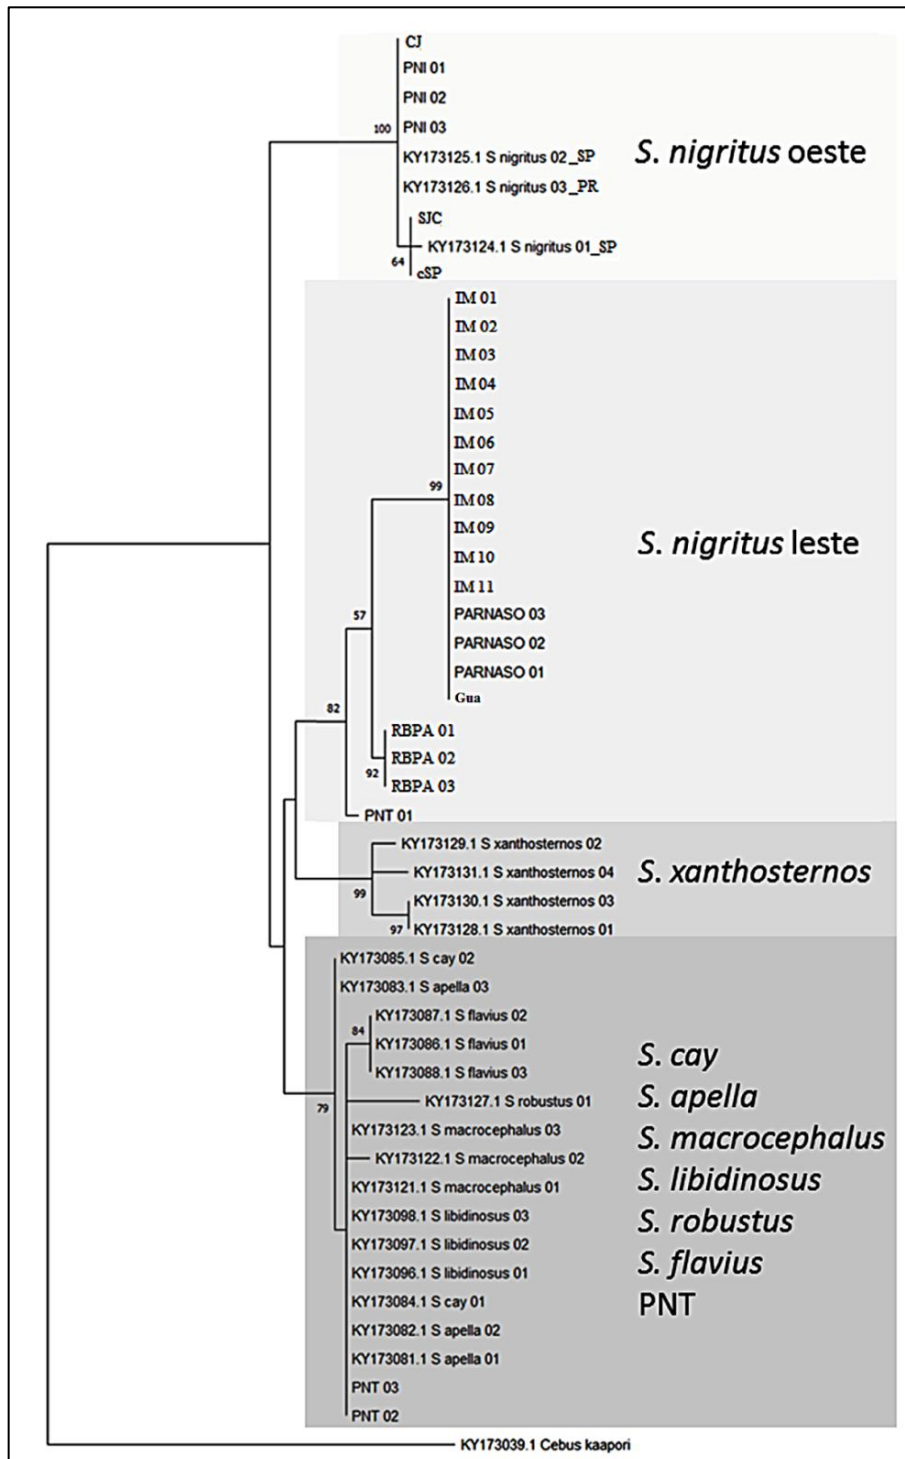 CJ
PNI 01
PNI 02
PNI 03
100
KY173125.1 S nigritus 02_SP
KY173126.1 S nigritus 03_PR
SJC
KY173124.1 S nigritus 01_SP
64
cSP
S. nigritus oeste
IM 01
IM 02
IM 03
IM 04
IM 05
IM 06
IM 07
99
IM 08
IM 09
IM 10
IM 11
PARNASO 03
57
PARNASO 02
PARNASO 01
Gua
82
RBPA 01
RBPA 02
92
RBPA 03
PNT 01
S. nigritus leste
KY173129.1 S xanthosternos 02
KY173131.1 S xanthosternos 04
99
KY173130.1 S xanthosternos 03
97
KY173128.1 S xanthosternos 01
S. xanthosternos
KY173085.1 S cay 02
KY173083.1 S apella 03
KY173087.1 S flavius 02
84
KY173086.1 S flavius 01
KY173088.1 S flavius 03
79
KY173127.1 S robustus 01
KY173123.1 S macrocephalus 03
KY173122.1 S macrocephalus 02
KY173121.1 S macrocephalus 01
KY173098.1 S libidinosus 03
KY173097.1 S libidinosus 02
KY173096.1 S libidinosus 01
KY173084.1 S cay 01
KY173082.1 S apella 02
KY173081.1 S apella 01
PNT 03
PNT 02
S. cay
S. apella
S. macrocephalus
S. libidinosus
S. robustus
S. flavius
PNT
KY173039.1 Cebus kaapori